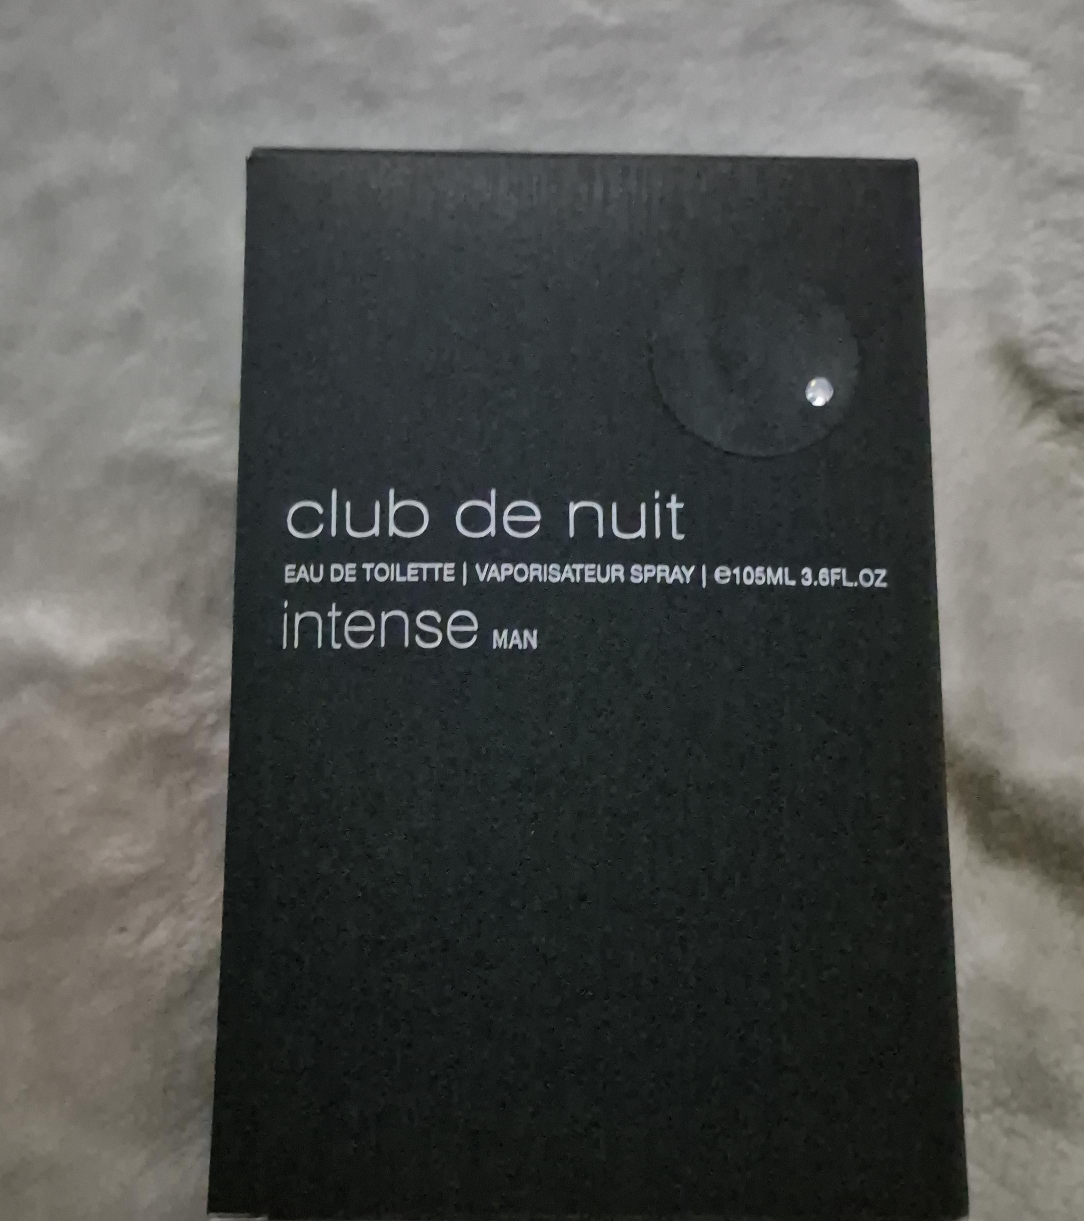 club de nuit
EAU DE TOILETTE | VAPORISATEUR SPRAY | ℮105ML 3.6FL.OZ
intense MAN